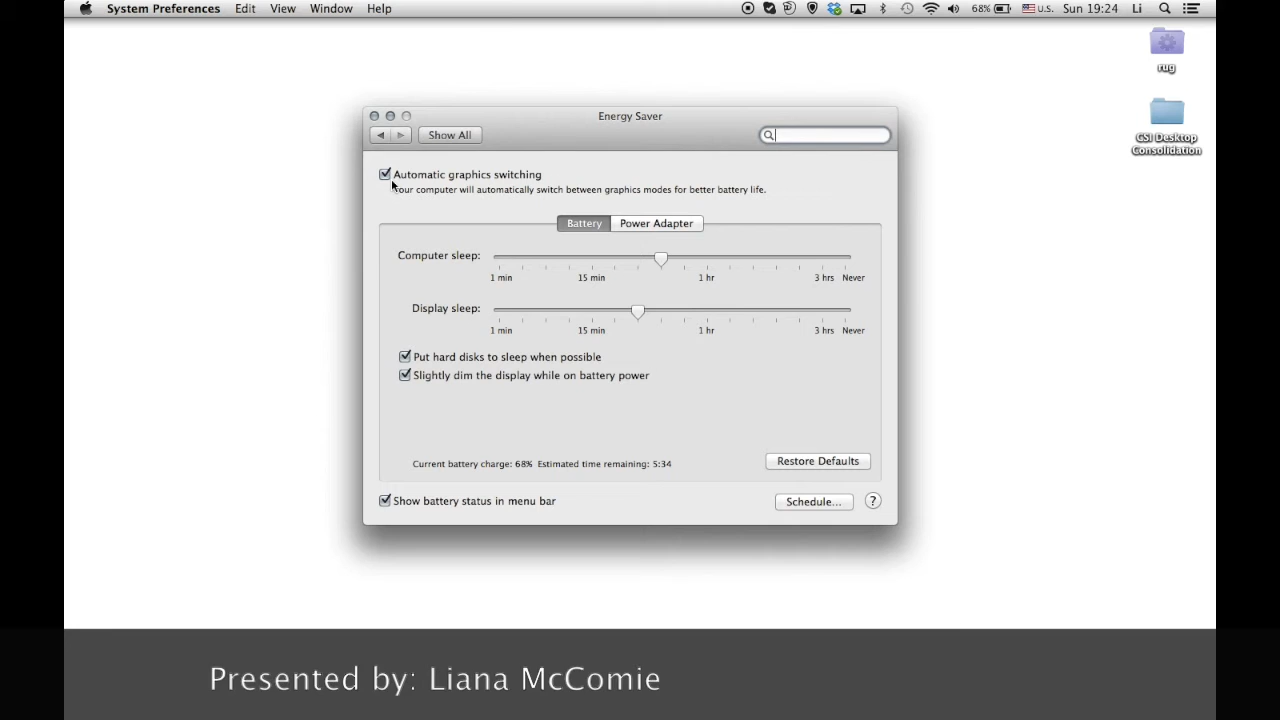 System Preferences Edit View Window Help 68% U.S. Sun 19:24 Li
rug
CSI Desktop
Consolidation
Energy Saver
Show All
Automatic graphics switching
Your computer will automatically switch between graphics modes for better battery life.
Battery Power Adapter
Computer sleep:
1 min 15 min 1 hr 3 hrs Never
Display sleep:
1 min 15 min 1 hr 3 hrs Never
Put hard disks to sleep when possible
Slightly dim the display while on battery power
Current battery charge: 68% Estimated time remaining: 5:34 Restore Defaults
Show battery status in menu bar Schedule... ?
Presented by: Liana McComie